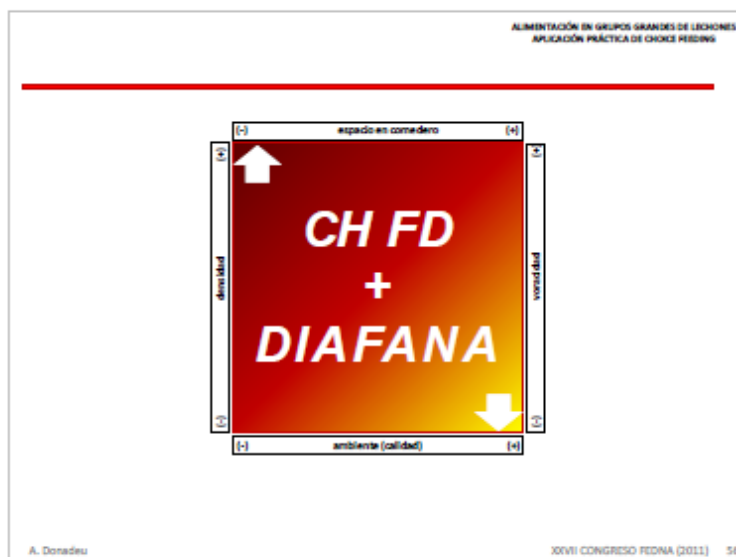 ALIMENTACIÓN EN GRUPOS GRANDES DE LECHONES
APLICACIÓN PRÁCTICA DE CHOICE FEEDING
(-) espacio en comedero (+)
(+)
densidad
(-)
CH FD
+
DIAFANA
(+)
voracidad
(-)
(-) ambiente (calidad) (+)
A. Donadeu
XXVII CONGRESO FEDNA (2011)